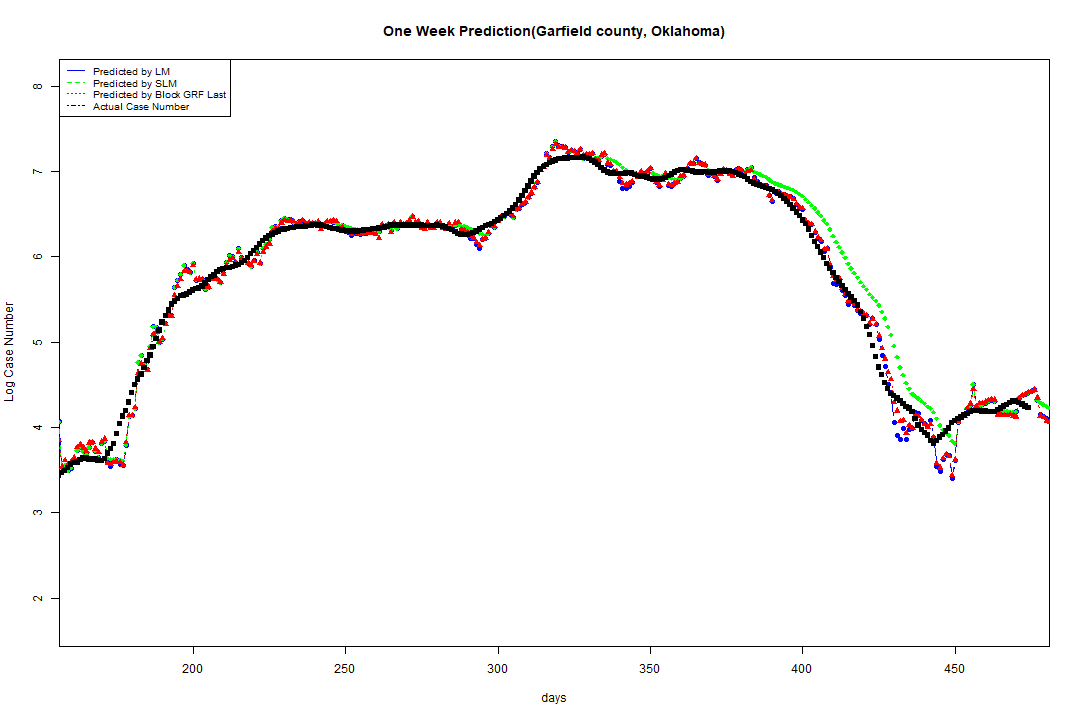 One Week Prediction(Garfield county, Oklahoma)
Predicted by LM
Predicted by SLM
Predicted by Block GRF Last
Actual Case Number
Log Case Number
8
7
6
5
4
3
2
200 250 300 350 400 450
days